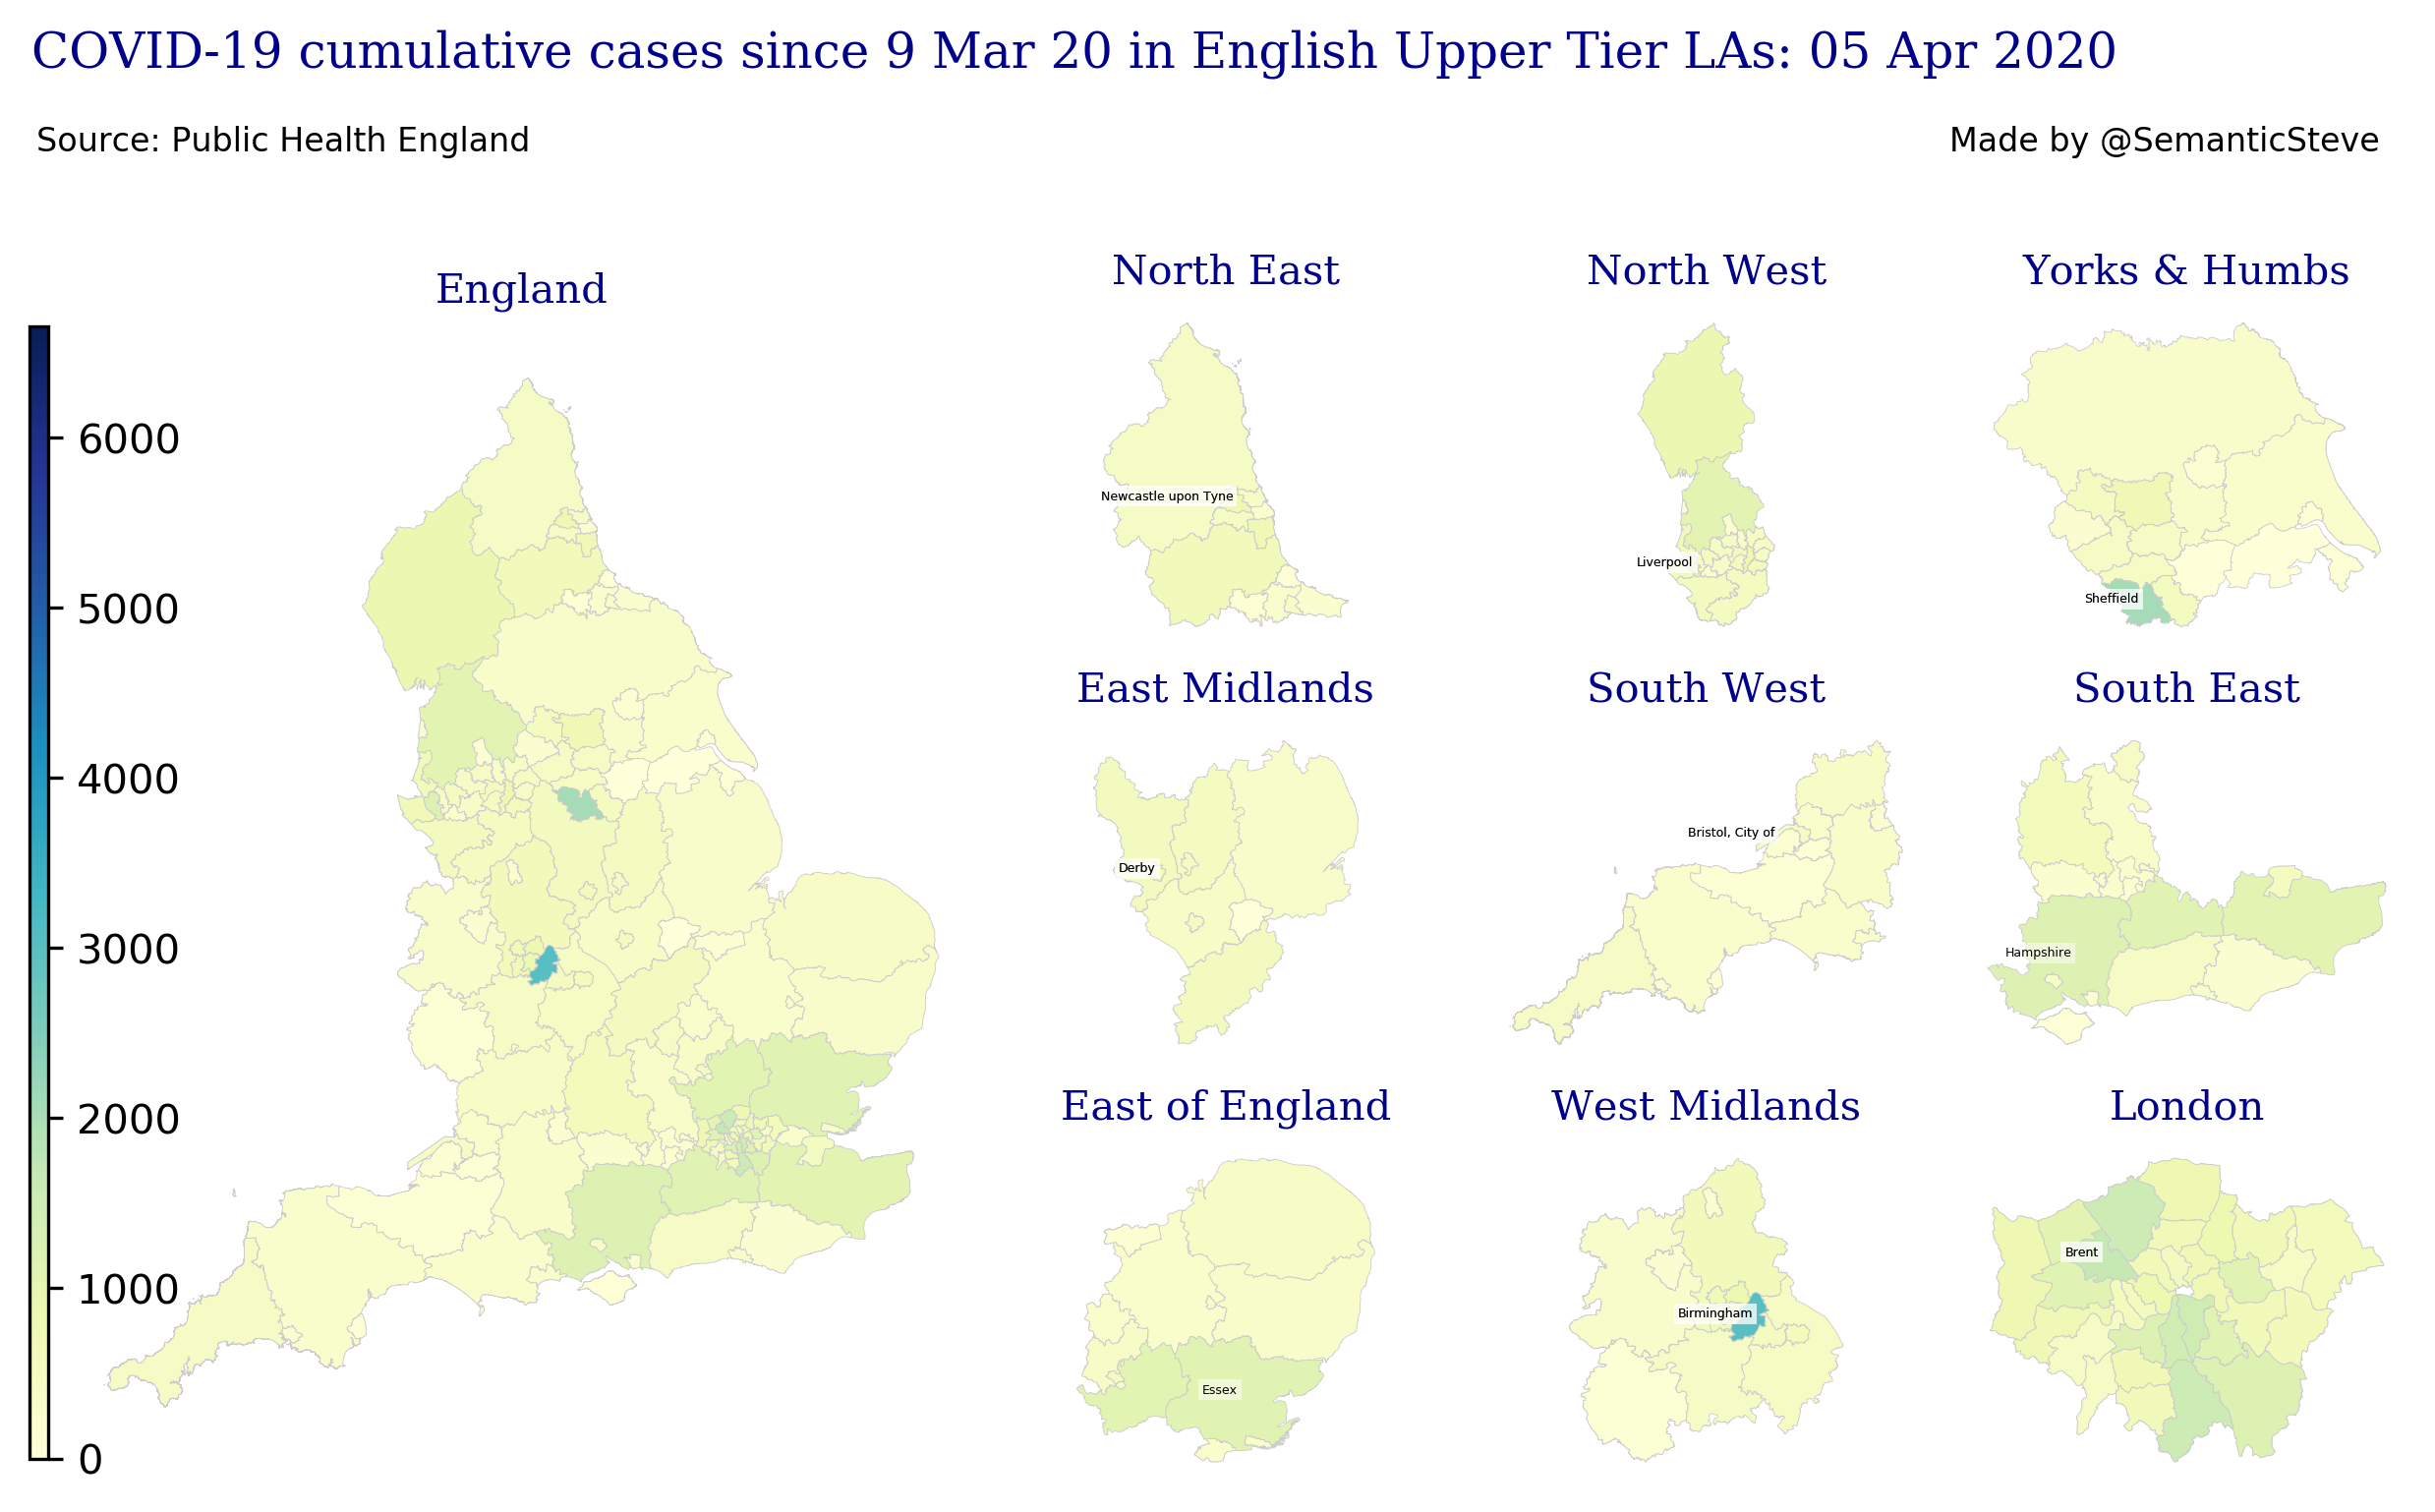 COVID-19 cumulative cases since 9 Mar 20 in English Upper Tier LAs: 05 Apr 2020
Source: Public Health England
Made by @SemanticSteve
England
6000
5000
4000
3000
2000
1000
0
North East
Newcastle upon Tyne
North West
Liverpool
Yorks & Humbs
Sheffield
East Midlands
Derby
South West
Bristol, City of
South East
Hampshire
East of England
Essex
West Midlands
Birmingham
London
Brent